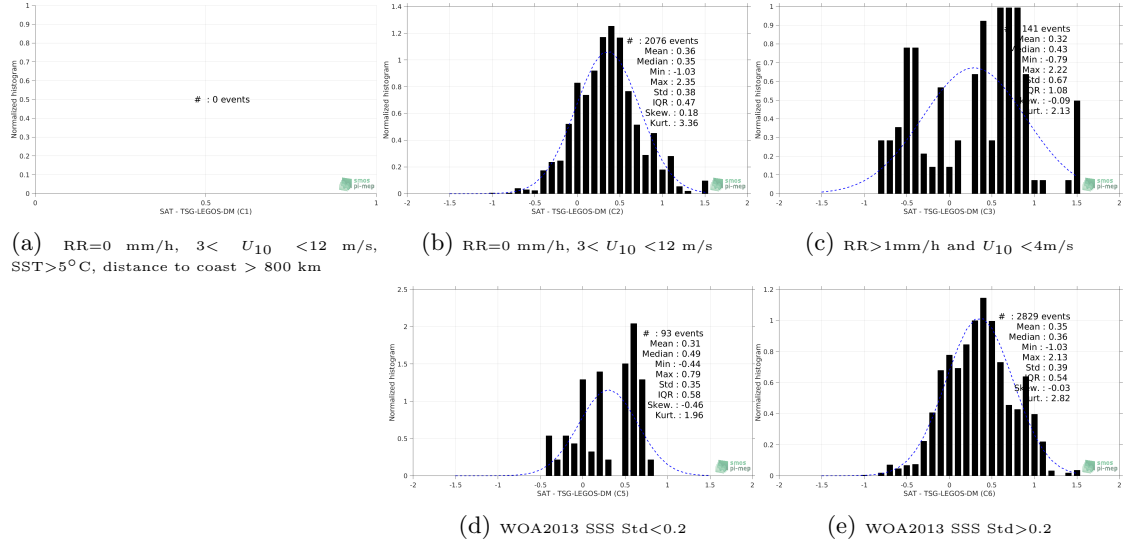 1
0.9
0.8
0.7
0.6
0.5
0.4
0.3
0.2
0.1
0
0
0.5
1
Normalized histogram
# : 0 events
smos
pi-mep
SAT - TSG-LEGOS-DM (C1)
(a) RR=0 mm/h, 3< U10 <12 m/s,
SST>5°C, distance to coast > 800 km
1.4
1.2
1
0.8
0.6
0.4
0.2
0
-2
-1.5
-1
-0.5
0
0.5
1
1.5
2
Normalized histogram
# : 2076 events
Mean : 0.36
Median : 0.35
Min : -1.03
Max : 2.35
Std : 0.38
IQR : 0.47
Skew. : 0.18
Kurt. : 3.36
smos
pi-mep
SAT - TSG-LEGOS-DM (C2)
(b) RR=0 mm/h, 3< U10 <12 m/s
1
0.9
0.8
0.7
0.6
0.5
0.4
0.3
0.2
0.1
0
-2
-1.5
-1
-0.5
0
0.5
1
1.5
2
Normalized histogram
141 events
Mean : 0.32
Median : 0.43
Min : -0.79
Max : 2.22
Std : 0.67
IQR : 1.08
Skew. : -0.09
Kurt. : 2.13
smos
pi-mep
SAT - TSG-LEGOS-DM (C3)
(c) RR>1mm/h and U10 <4m/s
2.5
2
1.5
1
0.5
0
-2
-1.5
-1
-0.5
0
0.5
1
1.5
2
Normalized histogram
# : 93 events
Mean : 0.31
Median : 0.49
Min : -0.44
Max : 0.79
Std : 0.35
IQR : 0.58
Skew. : -0.46
Kurt. : 1.96
smos
pi-mep
SAT - TSG-LEGOS-DM (C5)
(d) WOA2013 SSS Std<0.2
1.2
1
0.8
0.6
0.4
0.2
0
-2
-1.5
-1
-0.5
0
0.5
1
1.5
2
Normalized histogram
# : 2829 events
Mean : 0.35
Median : 0.36
Min : -1.03
Max : 2.13
Std : 0.39
IQR : 0.54
Skew. : -0.03
Kurt. : 2.82
smos
pi-mep
SAT - TSG-LEGOS-DM (C6)
(e) WOA2013 SSS Std>0.2